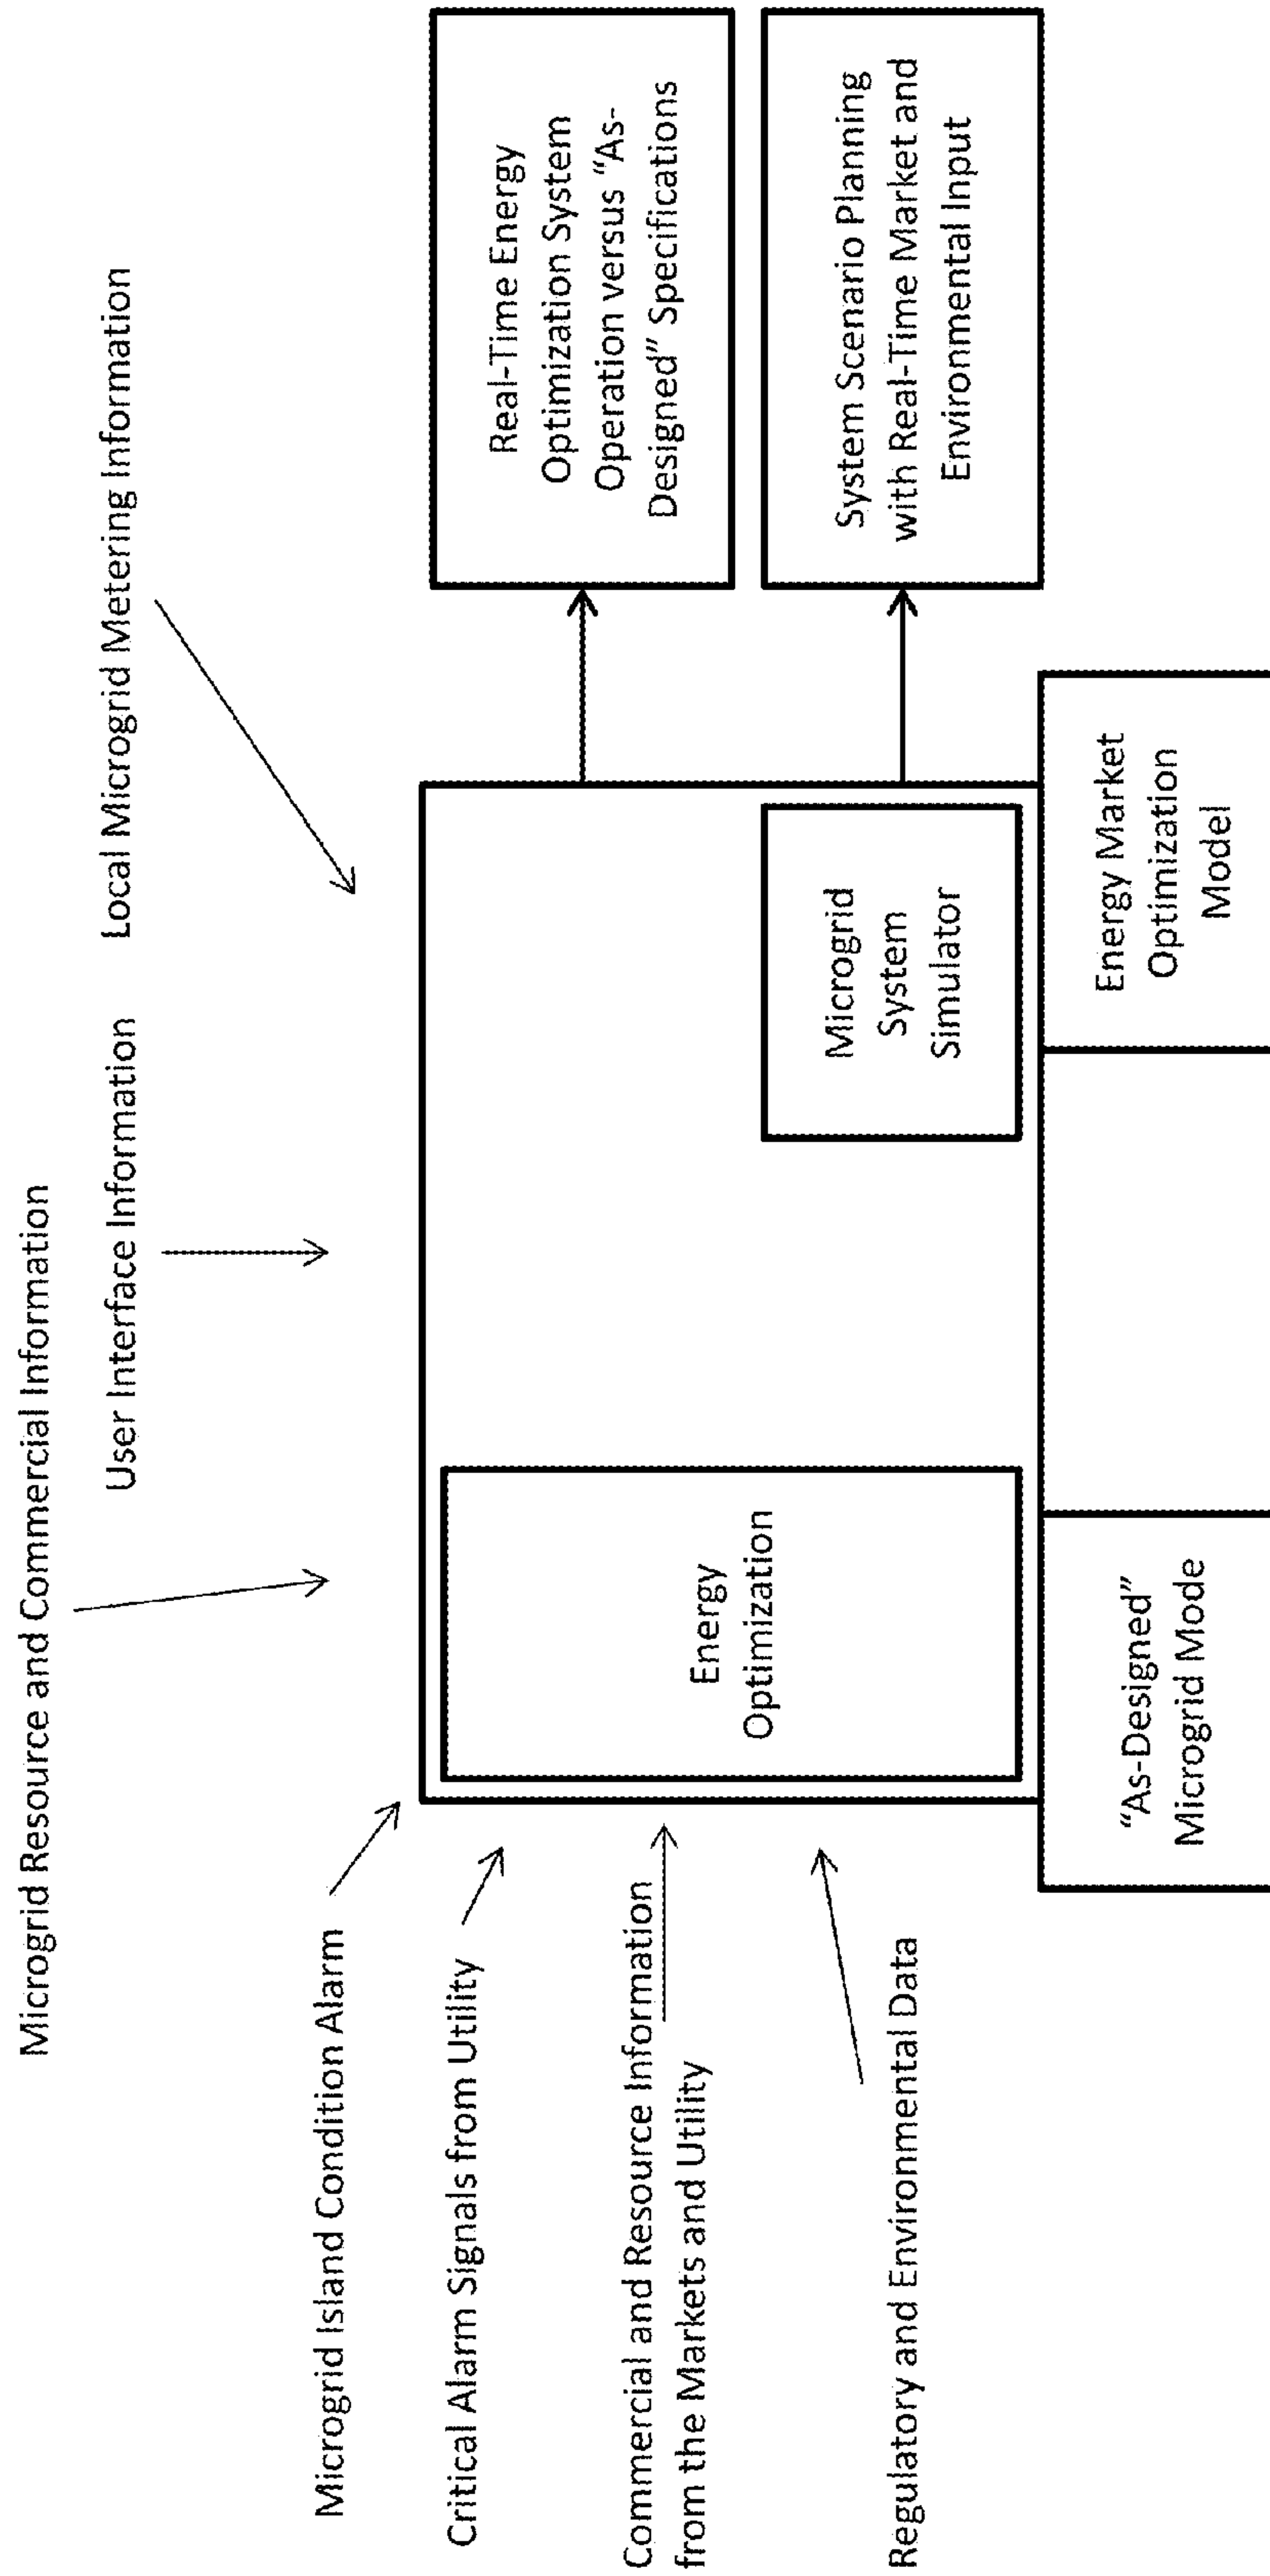 Microgrid Resource and Commercial Information
User Interface Information
Local Microgrid Metering Information
Microgrid Island Condition Alarm
Critical Alarm Signals from Utility
Commercial and Resource Information
from the Markets and Utility
Regulatory and Environmental Data
Energy
Optimization
Microgrid
System
Simulator
Real-Time Energy
Optimization System
Operation versus “As-
Designed” Specifications
System Scenario Planning
with Real-Time Market and
Environmental Input
“As-Designed”
Microgrid Mode
Energy Market
Optimization
Model